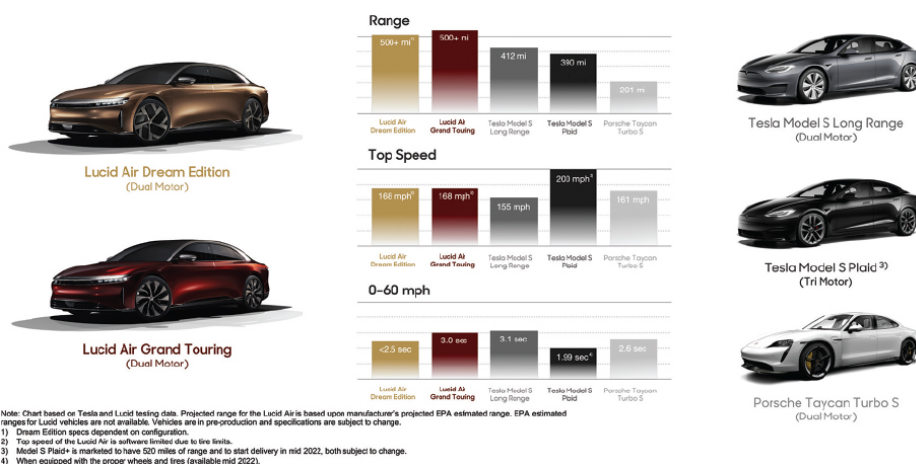 Range
500+ mi
500+ mi
412 mi
390 mi
201 mi
Lucid Air Dream Edition
Lucid Air Grand Touring
Tesla Model S Long Range
Tesla Model S Plaid
Porsche Taycan Turbo S
Lucid Air Dream Edition
(Dual Motor)
Tesla Model S Long Range
(Dual Motor)
Top Speed
168 mph
168 mph
155 mph
200 mph³
161 mph
Lucid Air Dream Edition
Lucid Air Grand Touring
Tesla Model S Long Range
Tesla Model S Plaid
Porsche Taycan Turbo S
Tesla Model S Plaid ³⁾
(Tri Motor)
0-60 mph
<2.5 sec
3.0 sec
3.1 sec
1.99 sec⁴
2.6 sec
Lucid Air Dream Edition
Lucid Air Grand Touring
Tesla Model S Long Range
Tesla Model S Plaid
Porsche Taycan Turbo S
Lucid Air Grand Touring
(Dual Motor)
Porsche Taycan Turbo S
(Dual Motor)
Note: Chart based on Tesla and Lucid testing data. Projected range for the Lucid Air is based upon manufacturer's projected EPA estimated range. EPA estimated
ranges for Lucid vehicles are not available. Vehicles are in pre-production and specifications are subject to change.
1) Dream Edition specs dependent on configuration.
2) Top speed of the Lucid Air is software limited due to tire limits.
3) Model S Plaid+ is marketed to have 520 miles of range and to start delivery in mid 2022, both subject to change.
4) When equipped with the proper wheels and tires (available mid 2022).